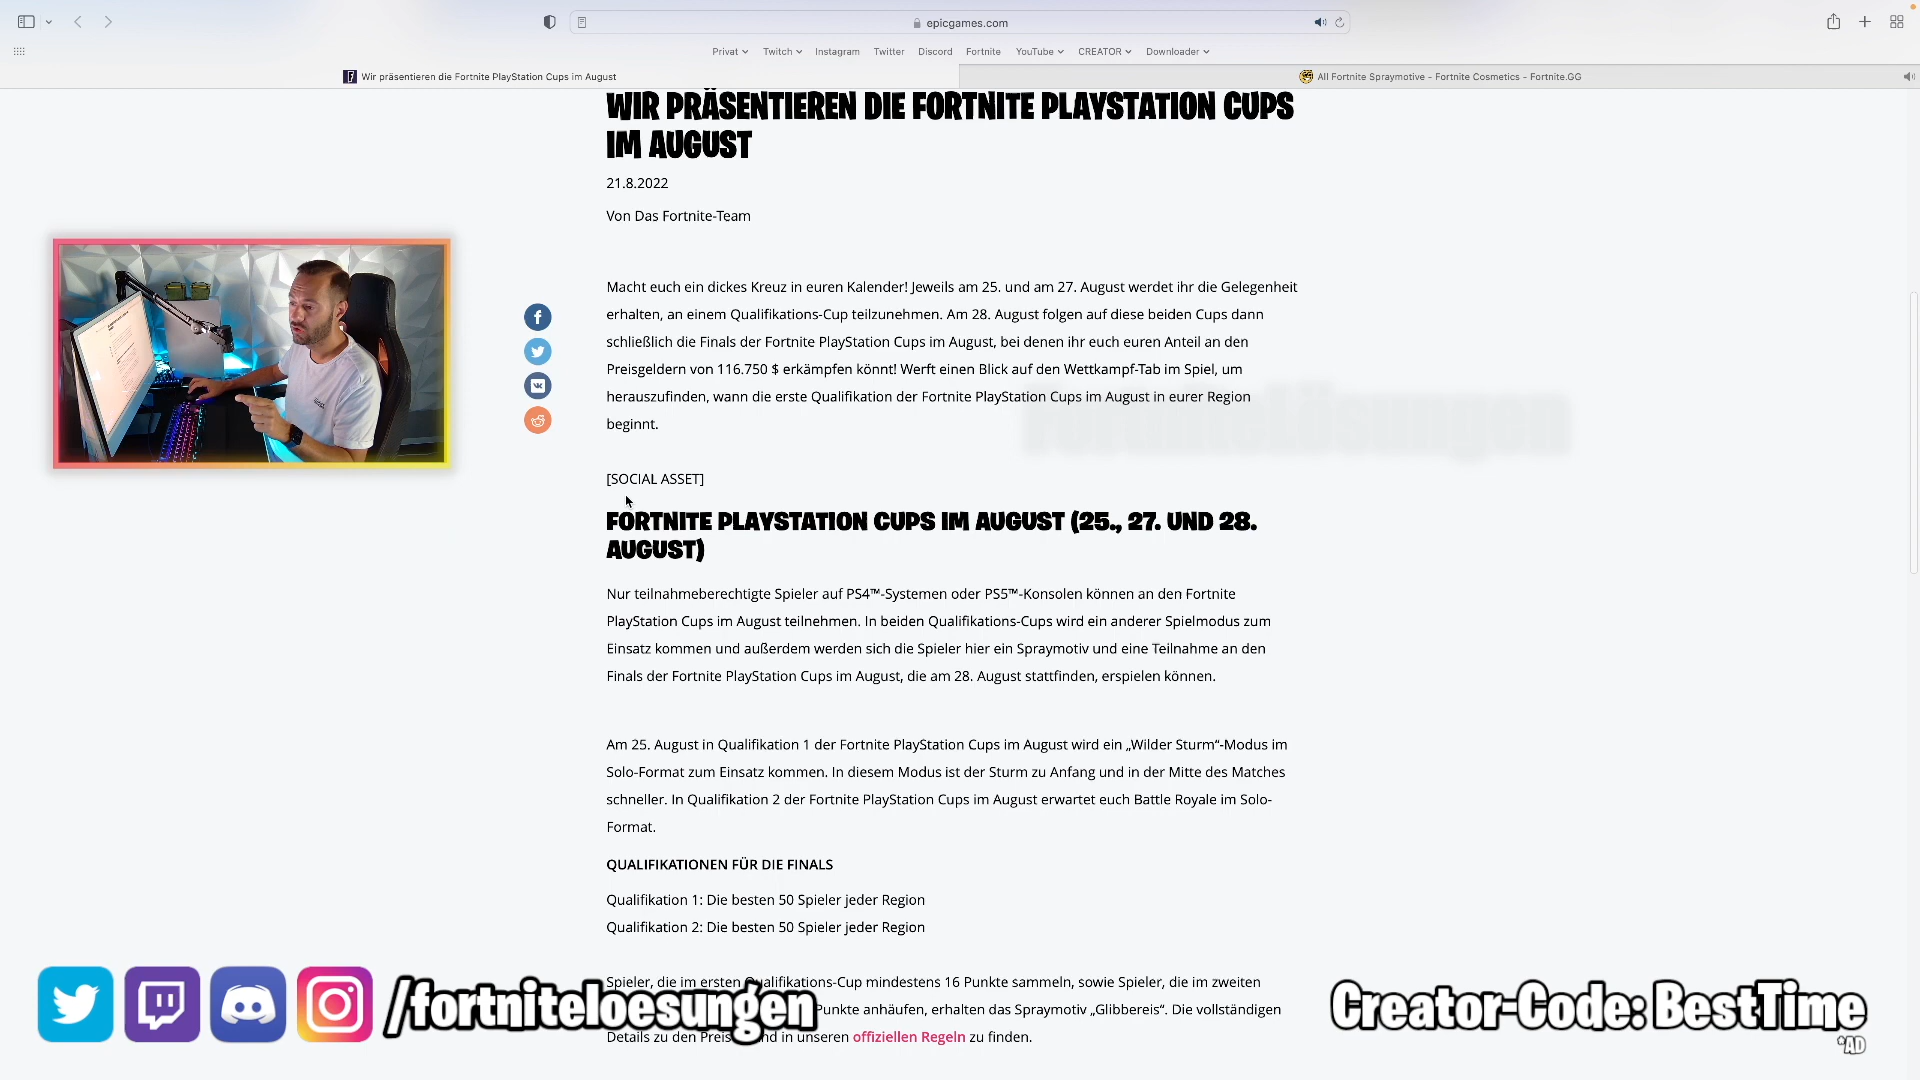 epicgames.com
Privat Twitch Instagram Twitter Discord Fortnite YouTube CREATOR Downloader
Wir präsentieren die Fortnite PlayStation Cups im August
All Fortnite Spraymotive - Fortnite Cosmetics - Fortnite.GG
WIR PRÄSENTIEREN DIE FORTNITE PLAYSTATION CUPS
IM AUGUST
21.8.2022
Von Das Fortnite-Team
Macht euch ein dickes Kreuz in euren Kalender! Jeweils am 25. und am 27. August werdet ihr die Gelegenheit
erhalten, an einem Qualifikations-Cup teilzunehmen. Am 28. August folgen auf diese beiden Cups dann
schließlich die Finals der Fortnite PlayStation Cups im August, bei denen ihr euch euren Anteil an den
Preisgeldern von 116.750 $ erkämpfen könnt! Werft einen Blick auf den Wettkampf-Tab im Spiel, um
herauszufinden, wann die erste Qualifikation der Fortnite PlayStation Cups im August in eurer Region
beginnt.
FortniteLösungen
[SOCIAL ASSET]
FORTNITE PLAYSTATION CUPS IM AUGUST (25., 27. UND 28.
AUGUST)
Nur teilnahmeberechtigte Spieler auf PS4™-Systemen oder PS5™-Konsolen können an den Fortnite
PlayStation Cups im August teilnehmen. In beiden Qualifikations-Cups wird ein anderer Spielmodus zum
Einsatz kommen und außerdem werden sich die Spieler hier ein Spraymotiv und eine Teilnahme an den
Finals der Fortnite PlayStation Cups im August, die am 28. August stattfinden, erspielen können.
Am 25. August in Qualifikation 1 der Fortnite PlayStation Cups im August wird ein „Wilder Sturm“-Modus im
Solo-Format zum Einsatz kommen. In diesem Modus ist der Sturm zu Anfang und in der Mitte des Matches
schneller. In Qualifikation 2 der Fortnite PlayStation Cups im August erwartet euch Battle Royale im Solo-
Format.
QUALIFIKATIONEN FÜR DIE FINALS
Qualifikation 1: Die besten 50 Spieler jeder Region
Qualifikation 2: Die besten 50 Spieler jeder Region
Spieler, die im ersten Qualifikations-Cup mindestens 16 Punkte sammeln, sowie Spieler, die im zweiten
Punkte anhäufen, erhalten das Spraymotiv „Glibbereis“. Die vollständigen
Details zu den Preis nd in unseren offiziellen Regeln zu finden.
/fortniteloesungen
Creator-Code: BestTime
*AD